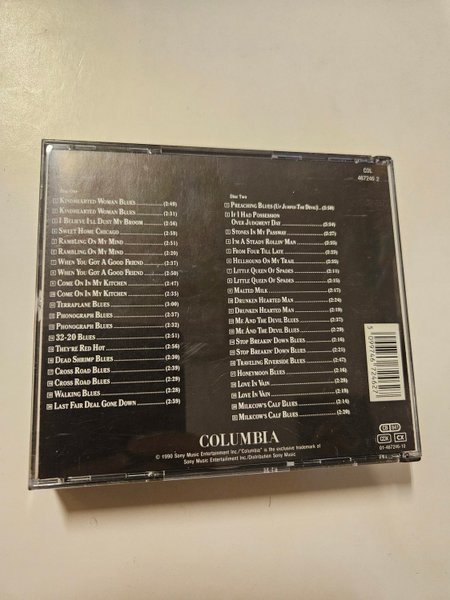 Disc One
KINDHEARTED WOMAN BLUES (2:49)
KINDHEARTED WOMAN BLUES (2:31)
I BELIEVE I'LL DUST MY BROOM (2:56)
SWEET HOME CHICAGO (2:59)
RAMBLING ON MY MIND (2:51)
RAMBLING ON MY MIND (2:20)
WHEN YOU GOT A GOOD FRIEND (2:37)
WHEN YOU GOT A GOOD FRIEND (2:50)
COME ON IN MY KITCHEN (2:47)
COME ON IN MY KITCHEN (2:35)
TERRAPLANE BLUES (3:00)
PHONOGRAPH BLUES (2:37)
PHONOGRAPH BLUES (2:32)
32-20 BLUES (2:51)
THEY'RE RED HOT (2:56)
DEAD SHRIMP BLUES (2:30)
CROSS ROAD BLUES (2:39)
CROSS ROAD BLUES (2:29)
WALKING BLUES (2:28)
LAST FAIR DEAL GONE DOWN (2:39)
Disc Two
PREACHING BLUES (UP JUMPED THE DEVIL) (2:50)
IF I HAD POSSESSION
OVER JUDGMENT DAY (2:34)
STONES IN MY PASSWAY (2:27)
I'M A STEADY ROLLIN' MAN (2:35)
FROM FOUR TILL LATE (2:23)
HELLHOUND ON MY TRAIL (2:35)
LITTLE QUEEN OF SPADES (2:11)
LITTLE QUEEN OF SPADES (2:15)
MALTED MILK (2:17)
DRUNKEN HEARTED MAN (2:24)
DRUNKEN HEARTED MAN (2:19)
ME AND THE DEVIL BLUES (2:37)
ME AND THE DEVIL BLUES (2:29)
STOP BREAKIN' DOWN BLUES (2:16)
STOP BREAKIN' DOWN BLUES (2:21)
TRAVELING RIVERSIDE BLUES (2:47)
HONEYMOON BLUES (2:16)
LOVE IN VAIN (2:28)
LOVE IN VAIN (2:19)
MILKCOW'S CALF BLUES (2:14)
MILKCOW'S CALF BLUES (2:20)
COL
467246 2
5 099746 724627
COLUMBIA
© 1990 Sony Music Entertainment Inc./"Columbia" is the exclusive trademark of
Sony Music Entertainment Inc./Distribution Sony Music
CX
01-467246-10